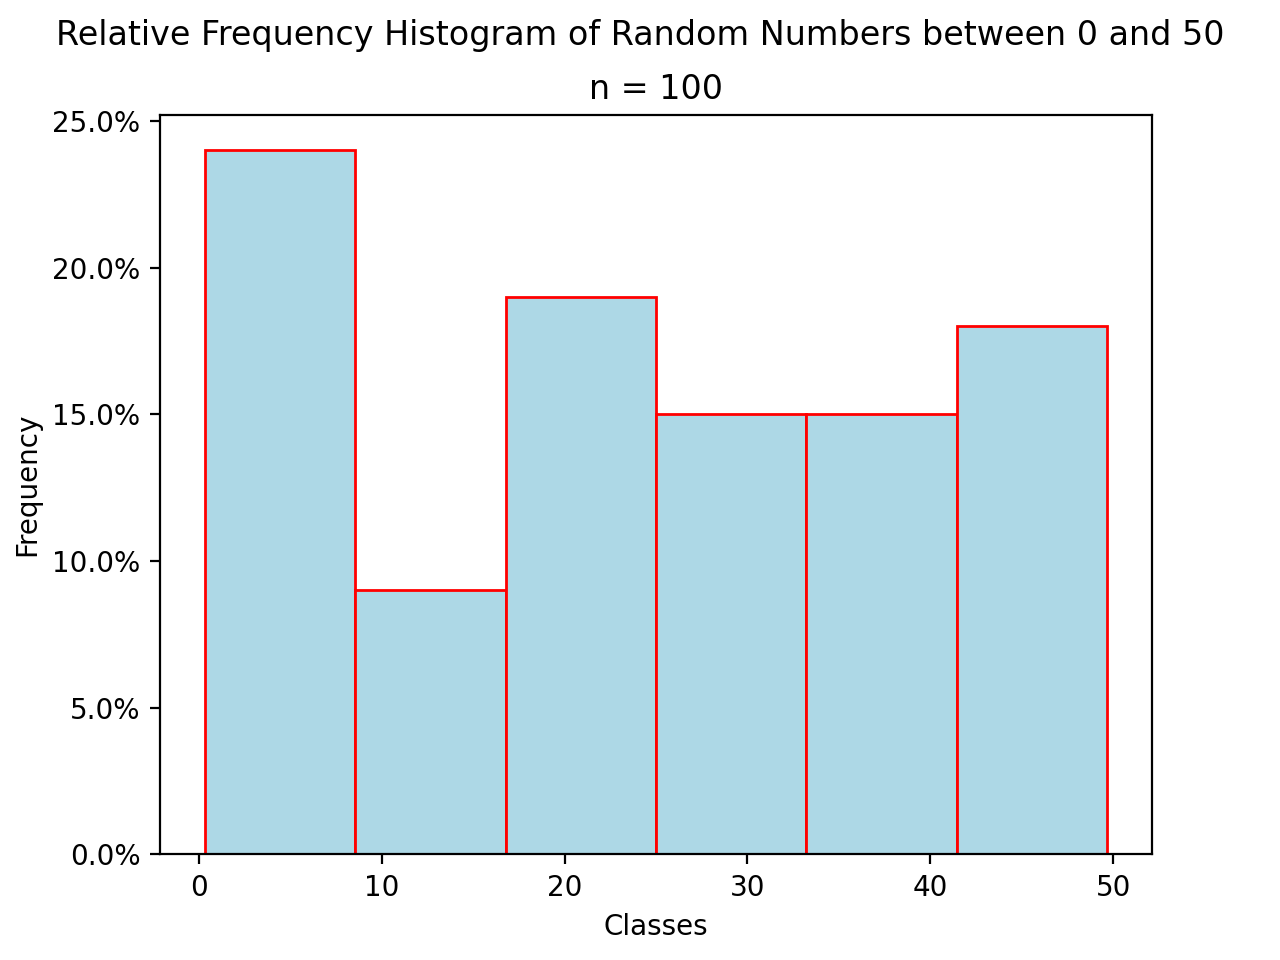 Relative Frequency Histogram of Random Numbers between 0 and 50
n = 100
25.0%
20.0%
15.0%
10.0%
5.0%
0.0%
Frequency
0 10 20 30 40 50
Classes